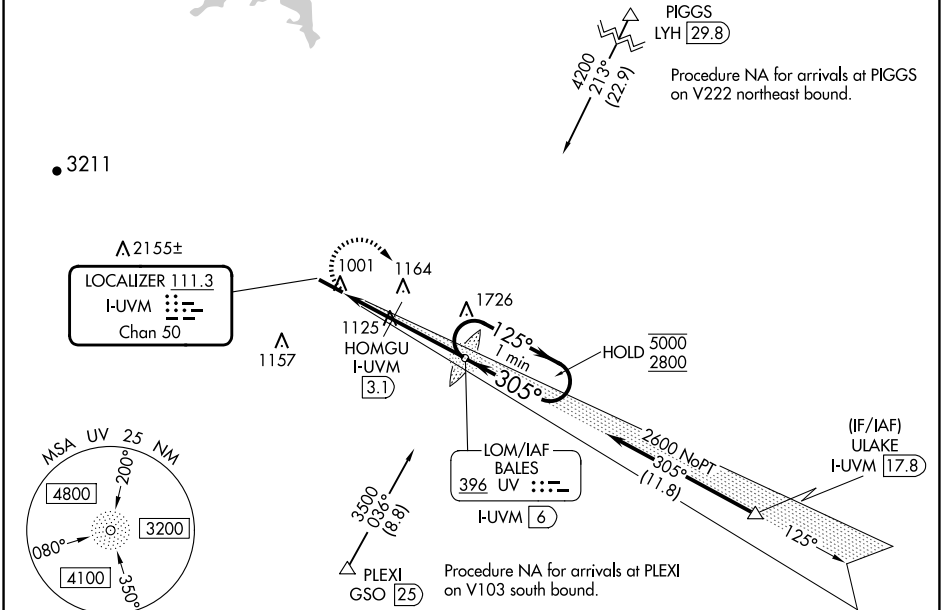 PIGGS
LYH 29.8
4200
213°
(22.9)
Procedure NA for arrivals at PIGGS
on V222 northeast bound.
3211
2155±
LOCALIZER 111.3
I-UVM
Chan 50
1001
1164
1726
1125
1157
HOMGU
I-UVM
3.1
125°
1 min
305°
HOLD 5000
2800
2600 NoPT
305°
(11.8)
(IF/IAF)
ULAKE
I-UVM 17.8
125°
LOM/IAF
BALES
396 UV
I-UVM 6
MSA UV 25 NM
200°
4800
3200
080°
4100
350°
3500
036°
(8.8)
PLEXI
GSO 25
Procedure NA for arrivals at PLEXI
on V103 south bound.